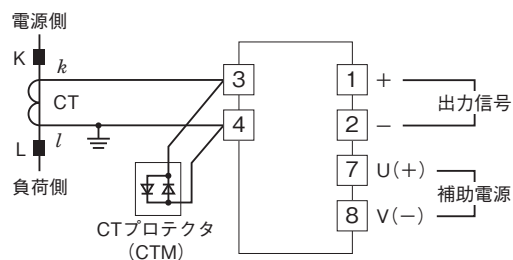 電源側
K
k
CT
l
L
負荷側
3
4
CTプロテクタ
(CTM)
1
+
2
−
出力信号
7
U(+)
8
V(−)
補助電源